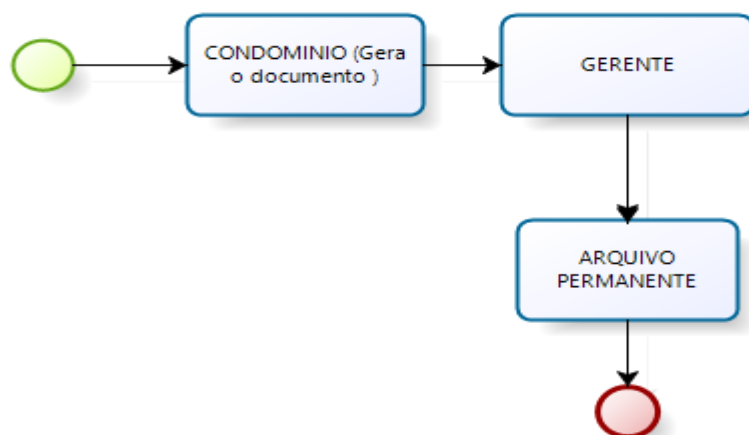 CONDOMINIO (Gera
o documento )
GERENTE
ARQUIVO
PERMANENTE